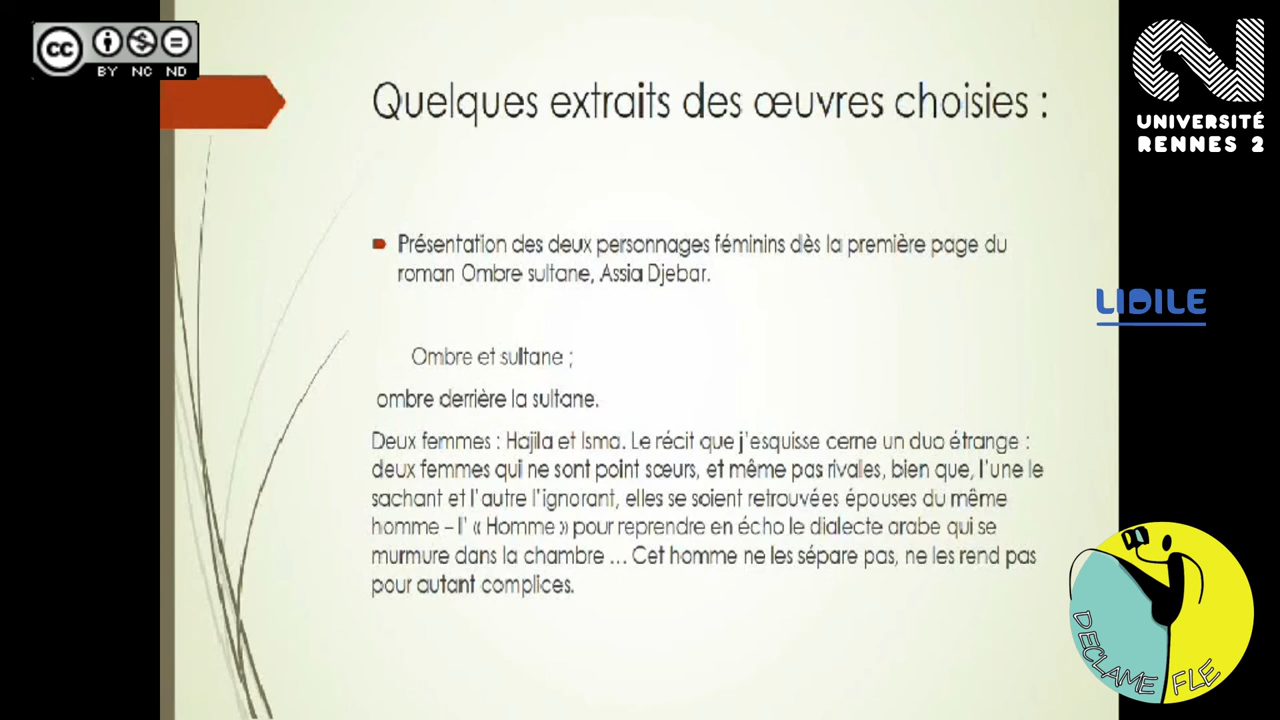 cc
BY NC ND
Quelques extraits des œuvres choisies :
UNIVERSITÉ
RENNES 2
Présentation des deux personnages féminins dès la première page du
roman Ombre sultane, Assia Djebar.
LIDILE
Ombre et sultane ;
ombre derrière la sultane.
Deux femmes : Hajila et Isma. Le récit que j'esquisse cerne un duo étrange :
deux femmes qui ne sont point sœurs, et même pas rivales, bien que, l'une le
sachant et l'autre l'ignorant, elles se soient retrouvées épouses du même
homme – l' « Homme » pour reprendre en écho le dialecte arabe qui se
murmure dans la chambre ... Cet homme ne les sépare pas, ne les rend pas
pour autant complices.
DECLAME FLE